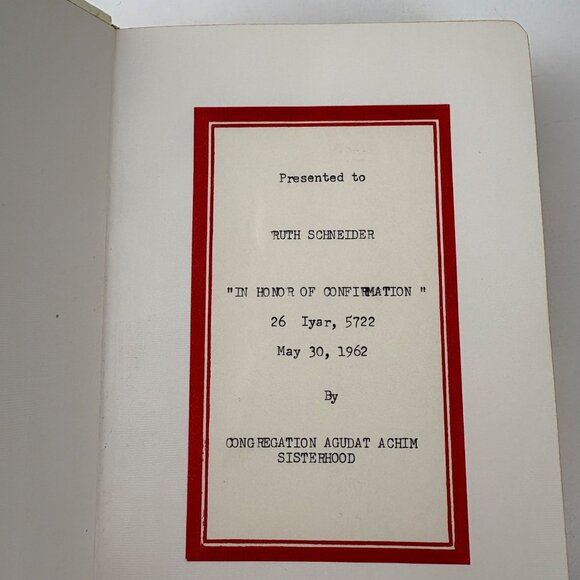 Presented to
RUTH SCHNEIDER
"IN HONOR OF CONFIRMATION "
26 Iyar, 5722
May 30, 1962
By
CONGREGATION AGUDAT ACHIM
SISTERHOOD